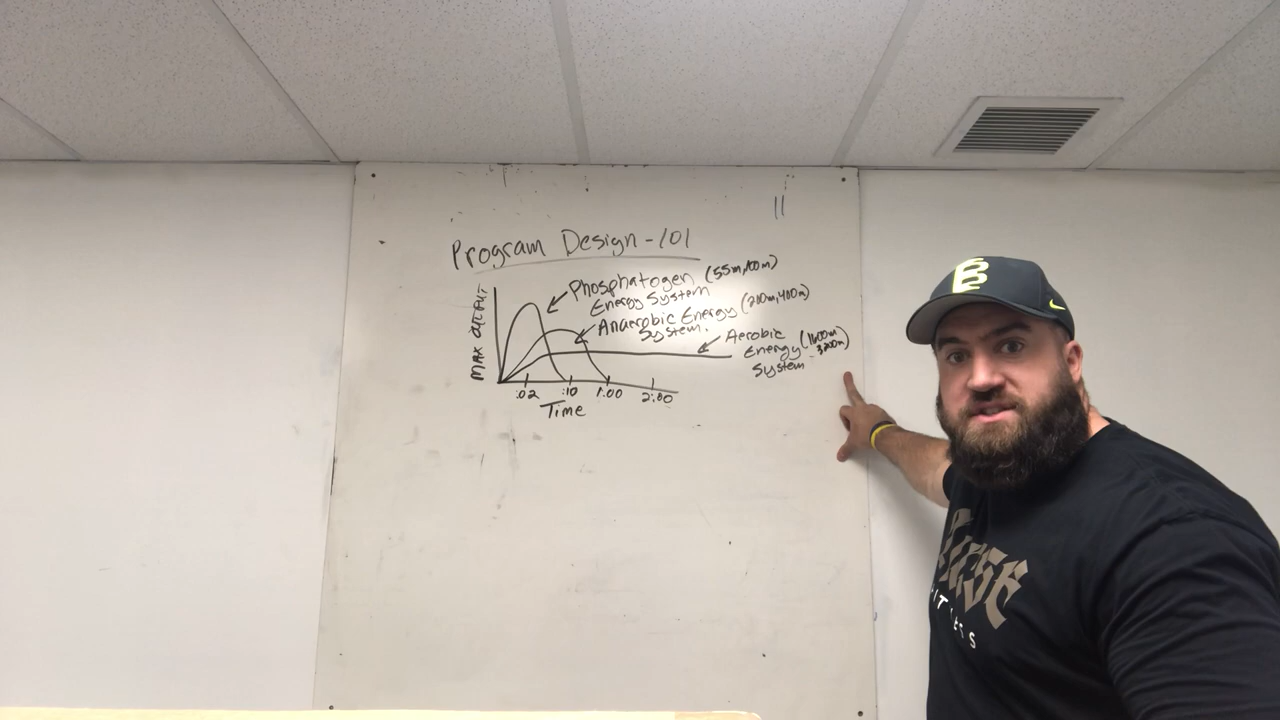 Program Design-101
Phosphatogen (55m,100m)
Energy System
Anaerobic Energy (200m,400m)
System.
Aerobic (1600m
Energy 3200m)
System
MAX OUTPUT
:02 :10 1:00 2:00
Time
B